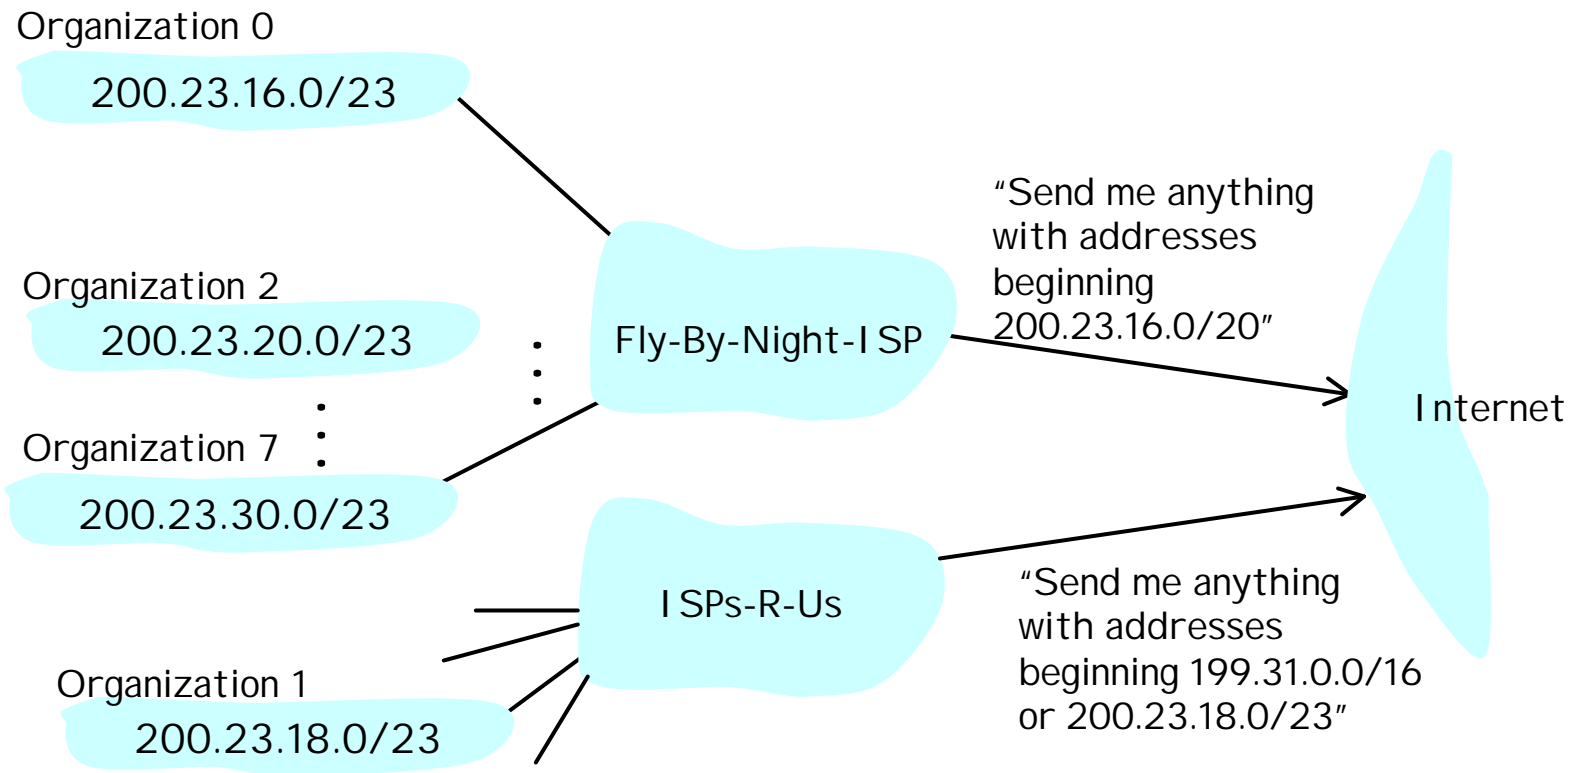 Organization 0
200.23.16.0/23
Organization 2
200.23.20.0/23
Organization 7
200.23.30.0/23
Fly-By-Night-ISP
"Send me anything
with addresses
beginning
200.23.16.0/20"
Internet
ISPs-R-Us
Organization 1
200.23.18.0/23
"Send me anything
with addresses
beginning 199.31.0.0/16
or 200.23.18.0/23"